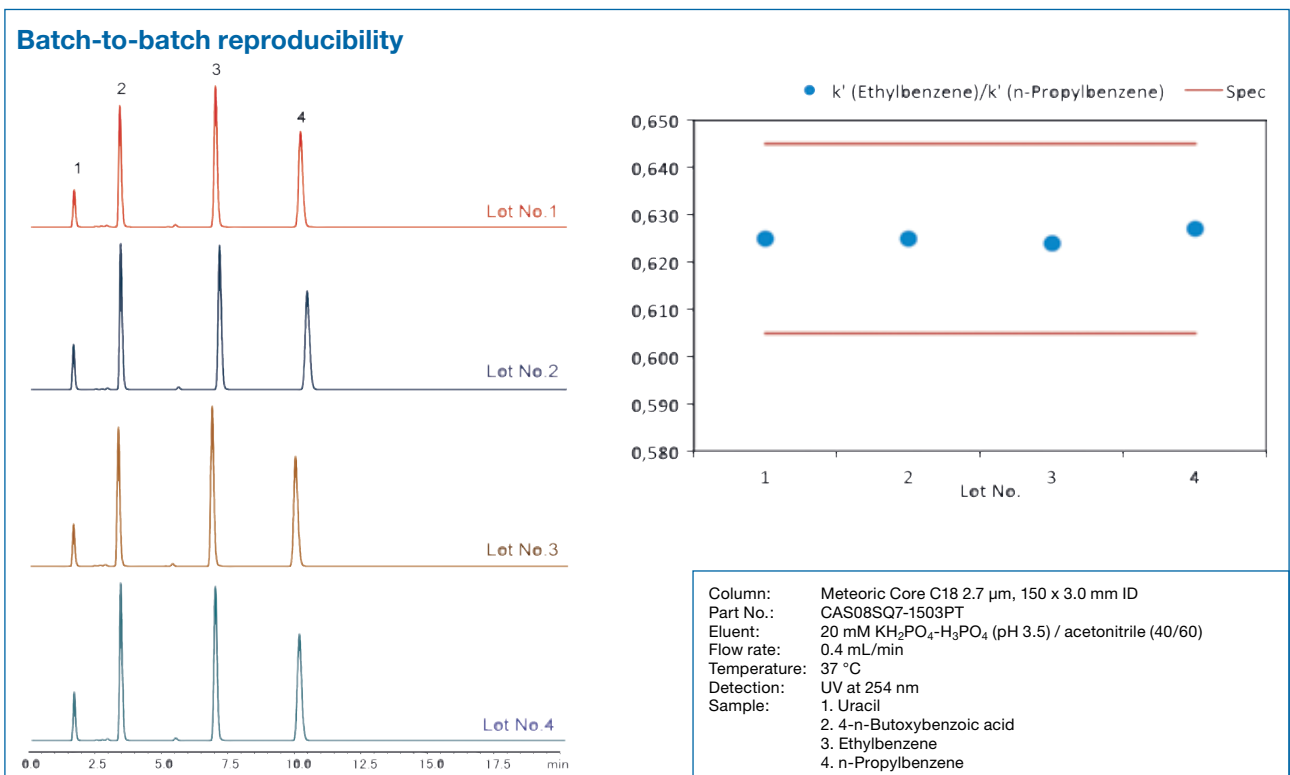 Batch-to-batch reproducibility
1
2
3
4
Lot No.1
Lot No.2
Lot No.3
Lot No.4
0.0 2.5 5.0 7.5 10.0 12.5 15.0 17.5 min
k' (Ethylbenzene)/k' (n-Propylbenzene) Spec
0,650
0,640
0,630
0,620
0,610
0,600
0,590
0,580
1 2 3 4
Lot No.
Column: Meteoric Core C18 2.7 µm, 150 x 3.0 mm ID
Part No.: CAS08SQ7-1503PT
Eluent: 20 mM KH₂PO₄-H₃PO₄ (pH 3.5) / acetonitrile (40/60)
Flow rate: 0.4 mL/min
Temperature: 37 °C
Detection: UV at 254 nm
Sample: 1. Uracil
2. 4-n-Butoxybenzoic acid
3. Ethylbenzene
4. n-Propylbenzene